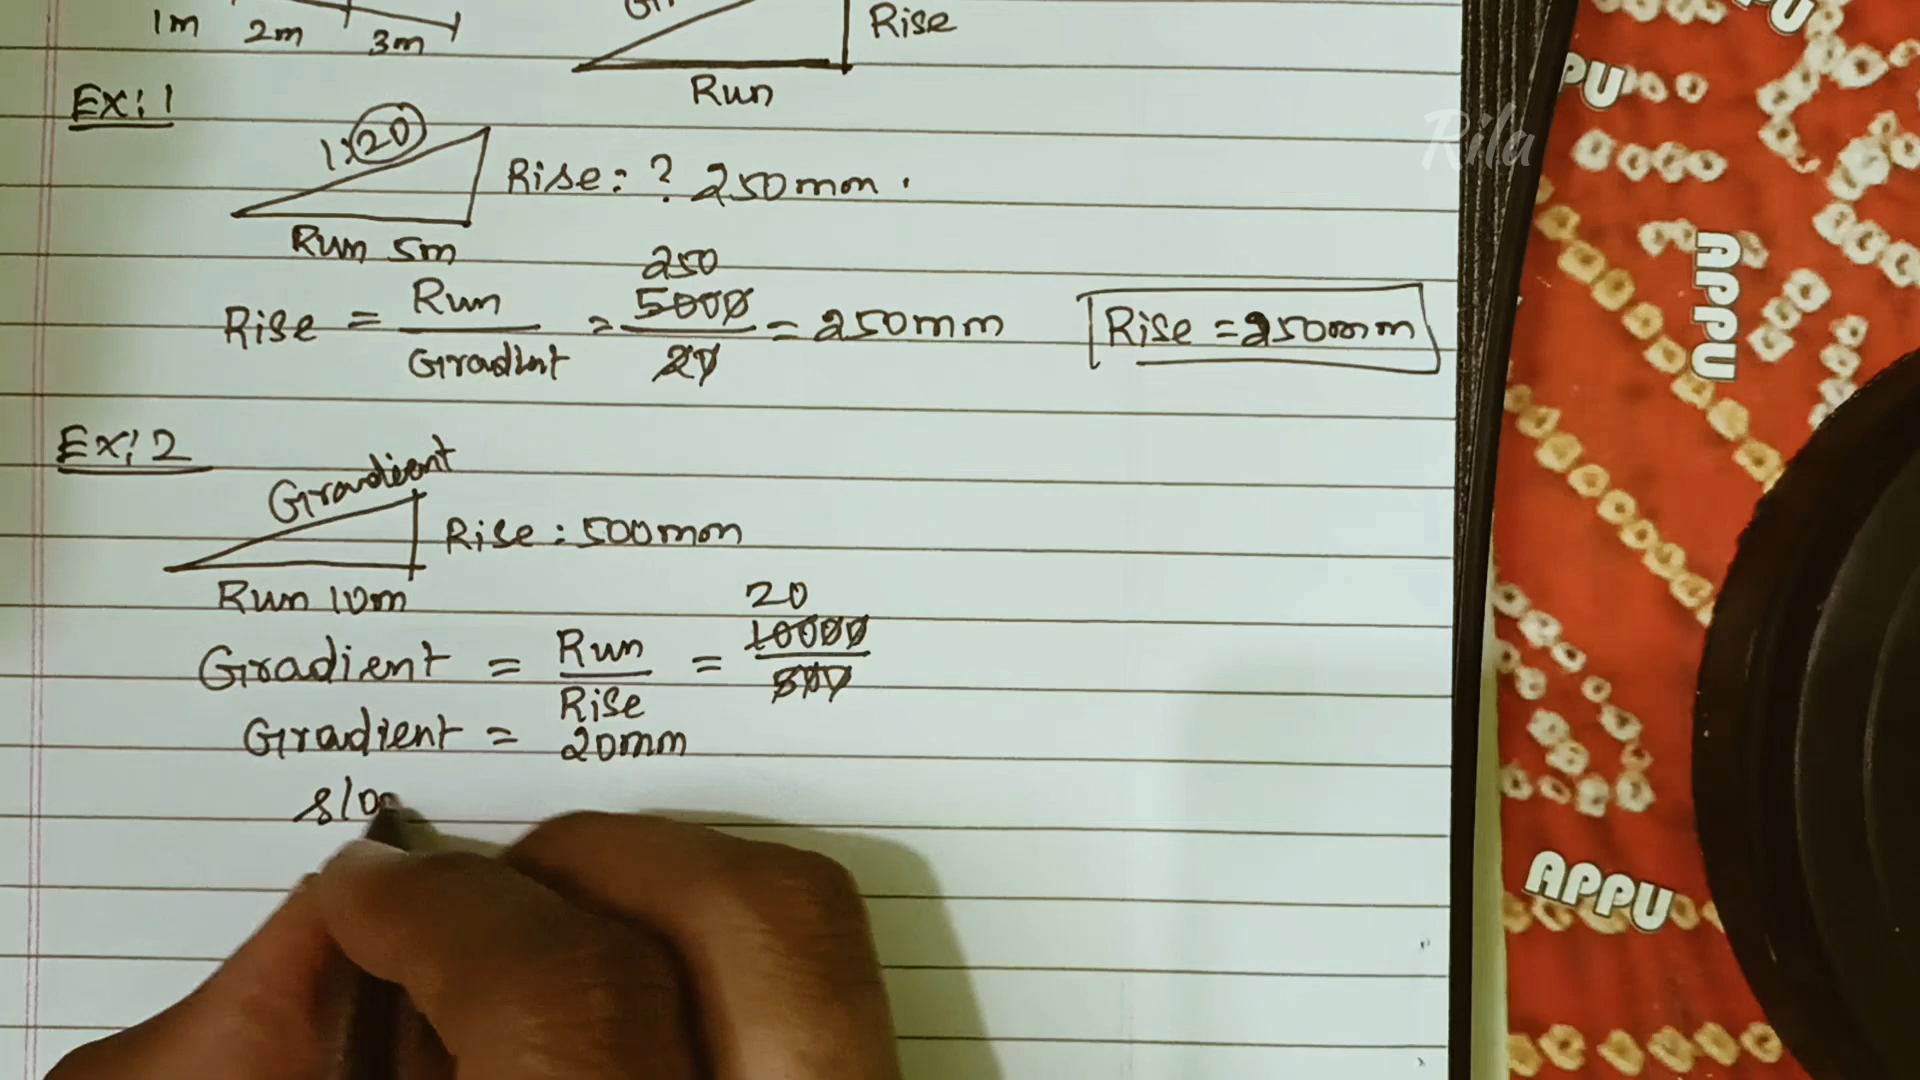 1m 2m 3m
Rise
Run
Ex: 1
1:20
Rise: ? 250mm.
Run 5m
250
Rise = Run / Gradint = 5000 / 20 = 250mm
Rise = 250mm
Ex: 2
Gradient
Rise : 500mm
Run 10m
20
Gradient = Run / Rise = 10000 / 500
Gradient = 20mm
Rila
APPU
APPU